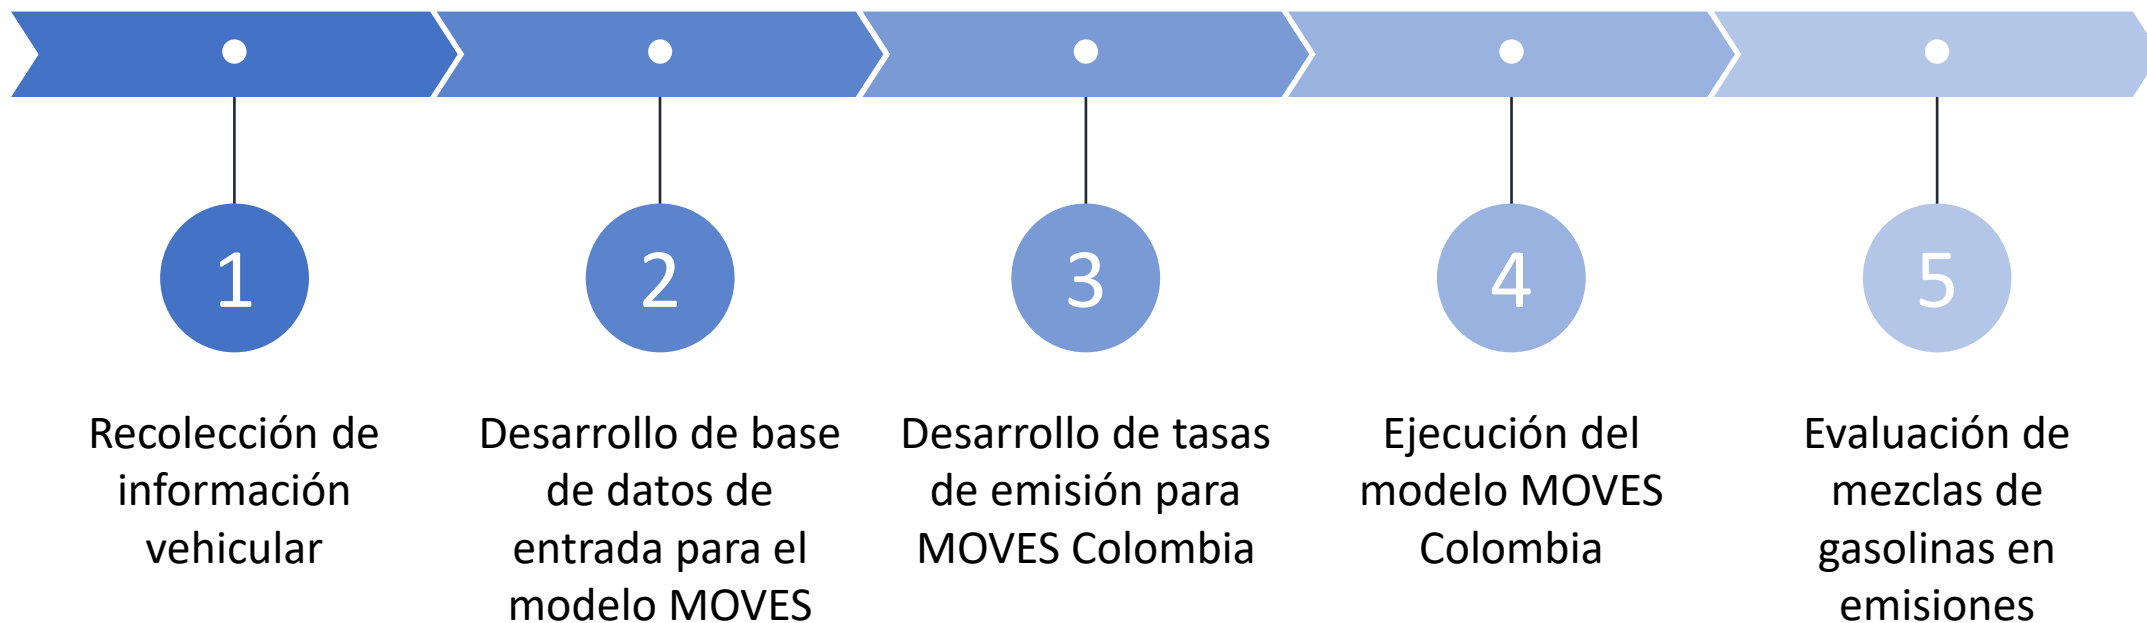 1
Recolección de
información
vehicular
2
Desarrollo de base
de datos de
entrada para el
modelo MOVES
3
Desarrollo de tasas
de emisión para
MOVES Colombia
4
Ejecución del
modelo MOVES
Colombia
5
Evaluación de
mezclas de
gasolinas en
emisiones